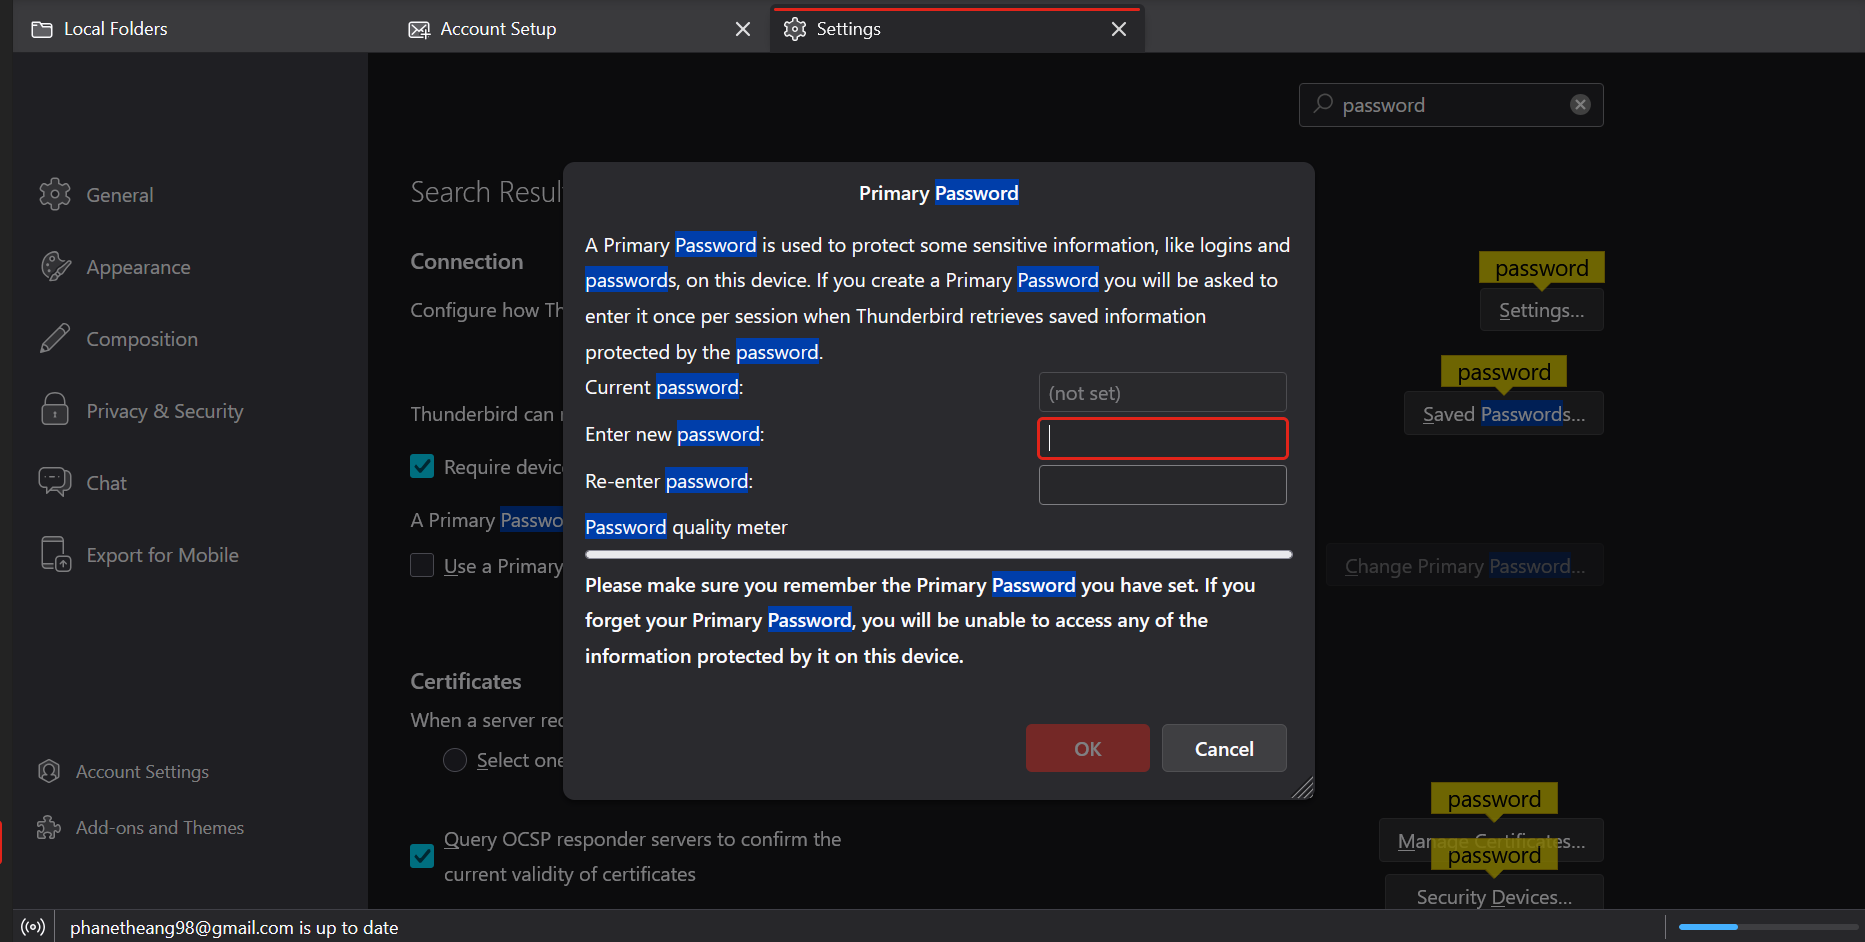 Local Folders
Account Setup
Settings
password
General
Appearance
Composition
Privacy & Security
Chat
Export for Mobile
Account Settings
Add-ons and Themes
Search Resul
Connection
Configure how Th
password
Settings...
password
Thunderbird can
Saved Passwords...
Require devic
A Primary Passwo
Use a Primary
Change Primary Password...
Certificates
When a server req
Select one
Query OCSP responder servers to confirm the
current validity of certificates
password
Manage Certificates...
password
Security Devices...
Primary Password
A Primary Password is used to protect some sensitive information, like logins and
passwords, on this device. If you create a Primary Password you will be asked to
enter it once per session when Thunderbird retrieves saved information
protected by the password.
Current password:
(not set)
Enter new password:
Re-enter password:
Password quality meter
Please make sure you remember the Primary Password you have set. If you
forget your Primary Password, you will be unable to access any of the
information protected by it on this device.
OK
Cancel
phanetheang98@gmail.com is up to date